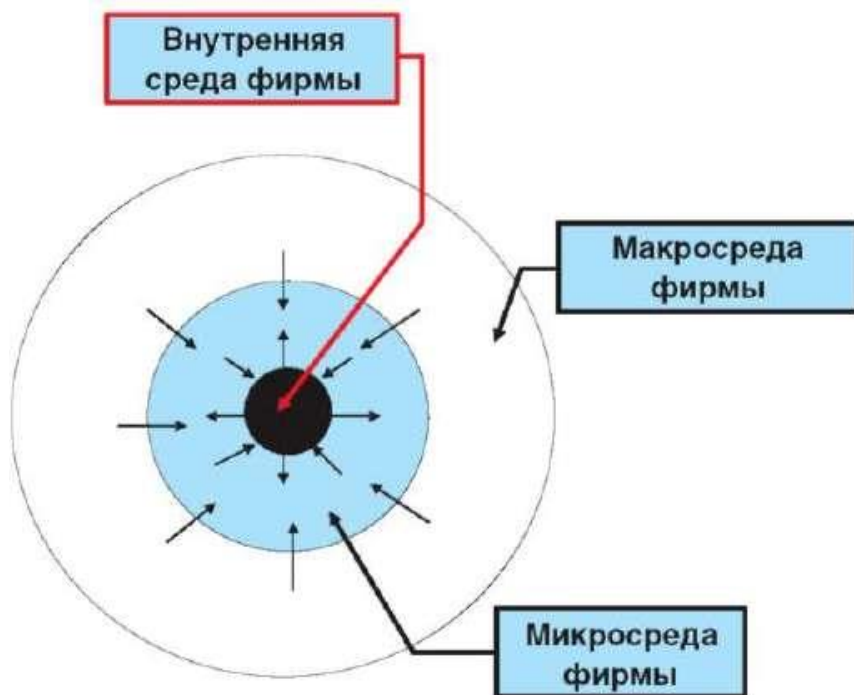 Внутренняя
среда фирмы
Макросреда
фирмы
Микросреда
фирмы